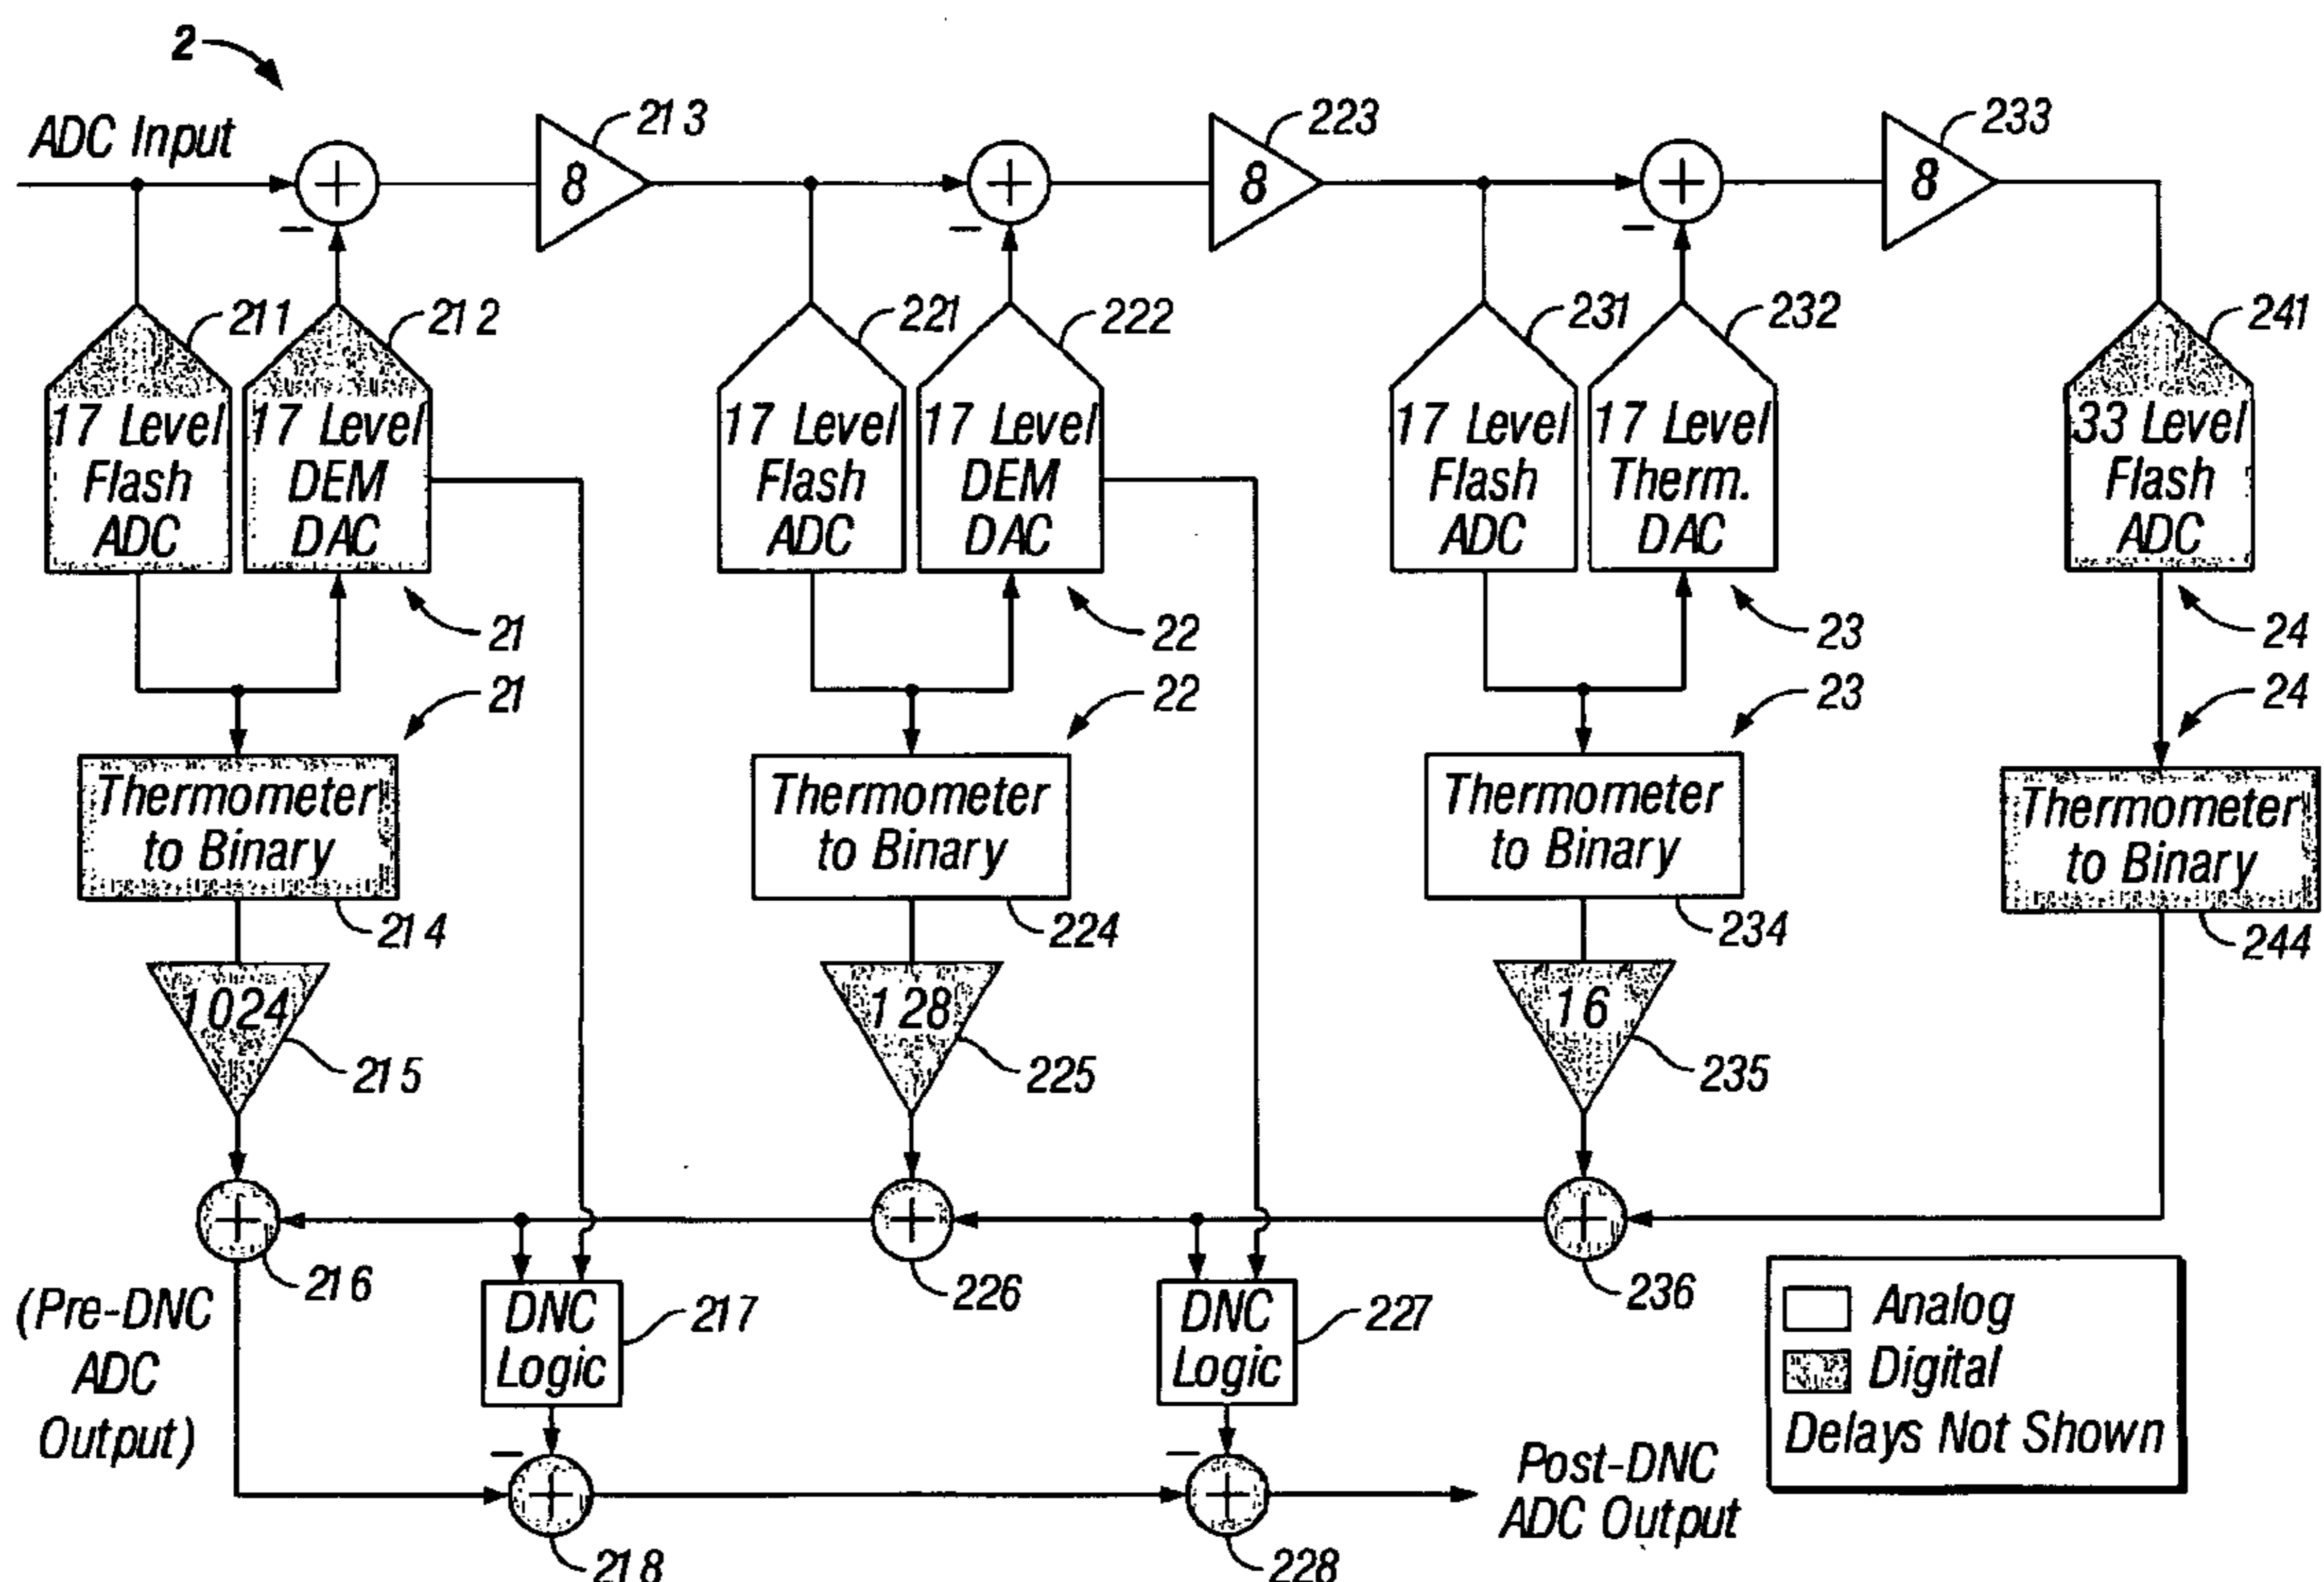 2
ADC Input
213
223
233
8
8
8
+
+
+
−
−
−
211
212
221
222
231
232
241
17 Level
Flash
ADC
17 Level
DEM
DAC
17 Level
Flash
ADC
17 Level
DEM
DAC
17 Level
Flash
ADC
17 Level
Therm.
DAC
33 Level
Flash
ADC
21
22
23
24
21
22
23
24
Thermometer
to Binary
Thermometer
to Binary
Thermometer
to Binary
Thermometer
to Binary
214
224
234
244
1024
128
16
215
225
235
+
+
+
216
226
236
(Pre-DNC
ADC
Output)
DNC
Logic
217
DNC
Logic
227
Analog
Digital
Delays Not Shown
−
−
+
+
218
228
Post-DNC
ADC Output